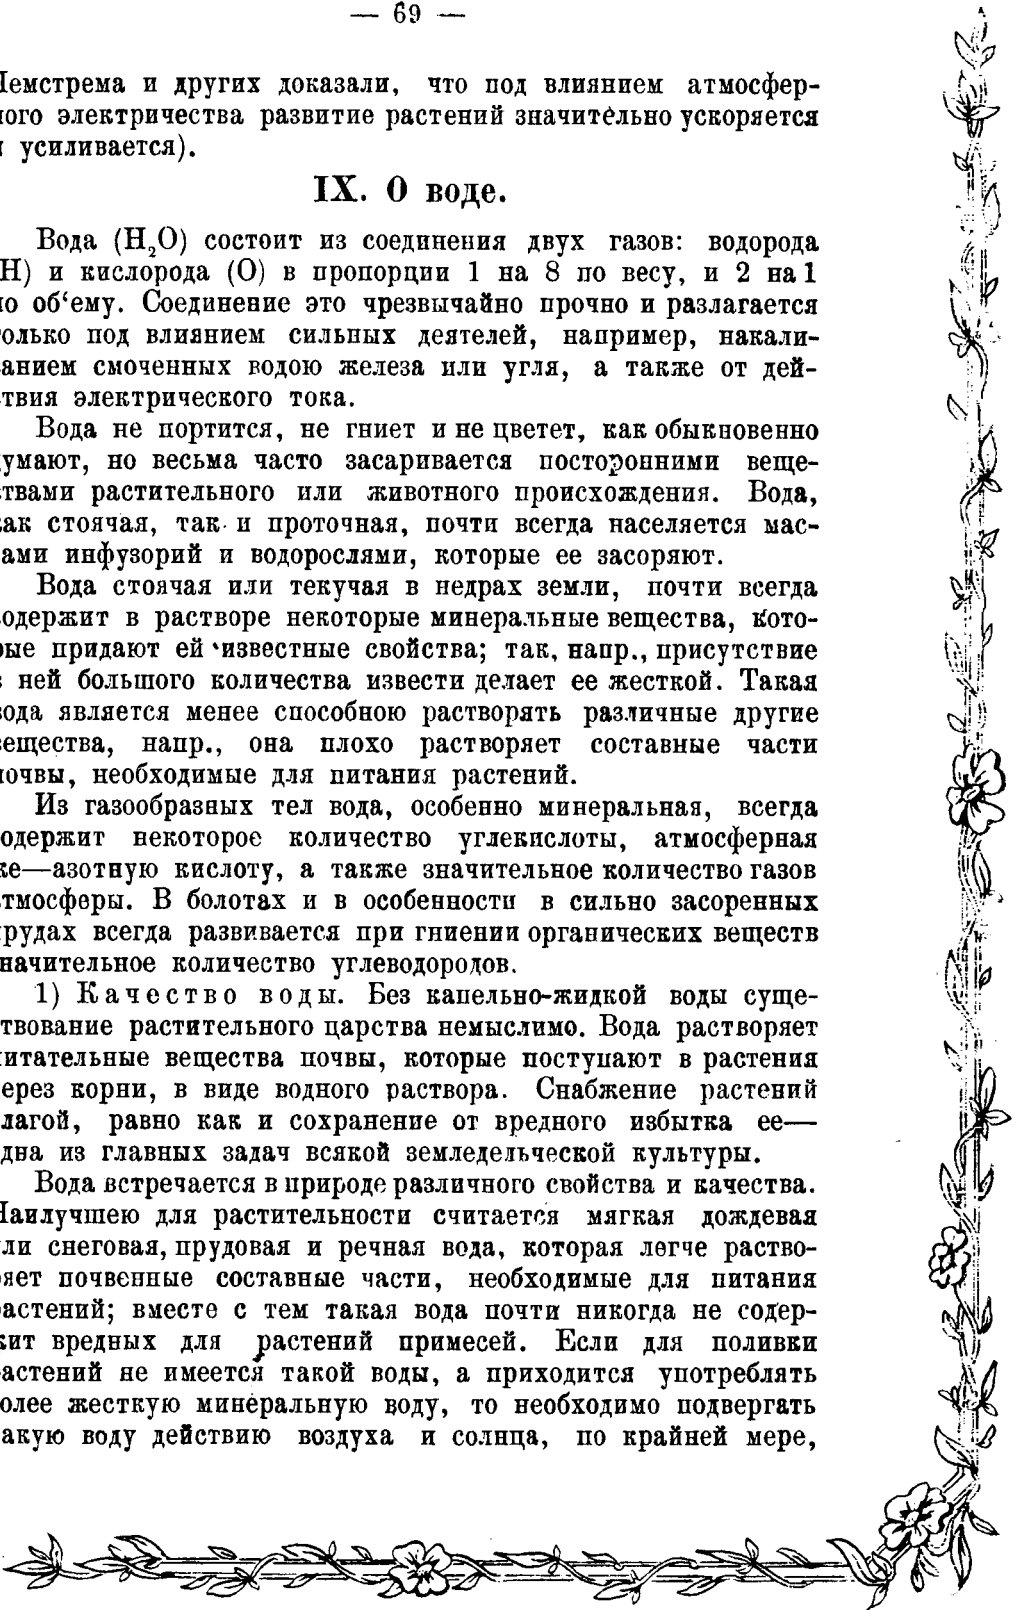 — 69 —
Лемстрема и других доказали, что под влиянием атмосфер-
ного электричества развитие растений значительно ускоряется
и усиливается).
IX. О воде.
Вода (H₂O) состоит из соединения двух газов: водорода
(H) и кислорода (О) в пропорции 1 на 8 по весу, и 2 на 1
по об‘ему. Соединение это чрезвычайно прочно и разлагается
только под влиянием сильных деятелей, например, накали-
ванием смоченных водою железа или угля, а также от дей-
ствия электрического тока.
Вода не портится, не гниет и не цветет, как обыкновенно
думают, но весьма часто засаривается посторонними веще-
ствами растительного или животного происхождения. Вода,
как стоячая, так и проточная, почти всегда населяется мас-
сами инфузорий и водорослями, которые ее засоряют.
Вода стоячая или текучая в недрах земли, почти всегда
содержит в растворе некоторые минеральные вещества, кото-
рые придают ей известные свойства; так, напр., присутствие
в ней большого количества извести делает ее жесткой. Такая
вода является менее способною растворять различные другие
вещества, напр., она плохо растворяет составные части
почвы, необходимые для питания растений.
Из газообразных тел вода, особенно минеральная, всегда
содержит некоторое количество углекислоты, атмосферная
же—азотную кислоту, а также значительное количество газов
атмосферы. В болотах и в особенности в сильно засоренных
прудах всегда развивается при гниении органических веществ
значительное количество углеводородов.
1) Качество воды. Без капельно-жидкой воды суще-
ствование растительного царства немыслимо. Вода растворяет
питательные вещества почвы, которые поступают в растения
через корни, в виде водного раствора. Снабжение растений
влагой, равно как и сохранение от вредного избытка ее—
одна из главных задач всякой земледельческой культуры.
Вода встречается в природе различного свойства и качества.
Наилучшею для растительности считается мягкая дождевая
или снеговая, прудовая и речная вода, которая легче раство-
ряет почвенные составные части, необходимые для питания
растений; вместе с тем такая вода почти никогда не содер-
жит вредных для растений примесей. Если для поливки
растений не имеется такой воды, а приходится употреблять
более жесткую минеральную воду, то необходимо подвергать
такую воду действию воздуха и солнца, по крайней мере,